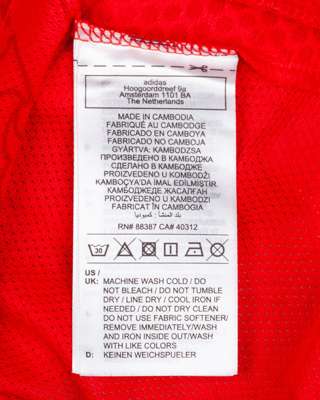 adidas
Hoogoorddreef 9a
Amsterdam 1101 BA
The Netherlands
MADE IN CAMBODIA
FABRIQUÉ AU CAMBODGE
FABRICADO EN CAMBOYA
FABRICADO NO CAMBOJA
GYÁRTVA: KAMBODZSA
ПРОИЗВЕДЕНО В КАМБОДЖА
СДЕЛАНО В КАМБОДЖЕ
PROIZVEDENO U KOMBODŽI
KAMBOÇYA'DA İMAL EDİLMİŞTİR.
КАМБОДЖАДА ЖАСАЛҒАН
PROIZVEDENO U KAMBODŽI
FABRICAT ÎN CAMBOGIA
بلد المنشأ : كمبوديا
RN# 88387 CA# 40312
30
US /
UK: MACHINE WASH COLD / DO
NOT BLEACH / DO NOT TUMBLE
DRY / LINE DRY / COOL IRON IF
NEEDED / DO NOT DRY CLEAN
DO NOT USE FABRIC SOFTENER/
REMOVE IMMEDIATELY/WASH
AND IRON INSIDE OUT/WASH
WITH LIKE COLORS
D: KEINEN WEICHSPUELER